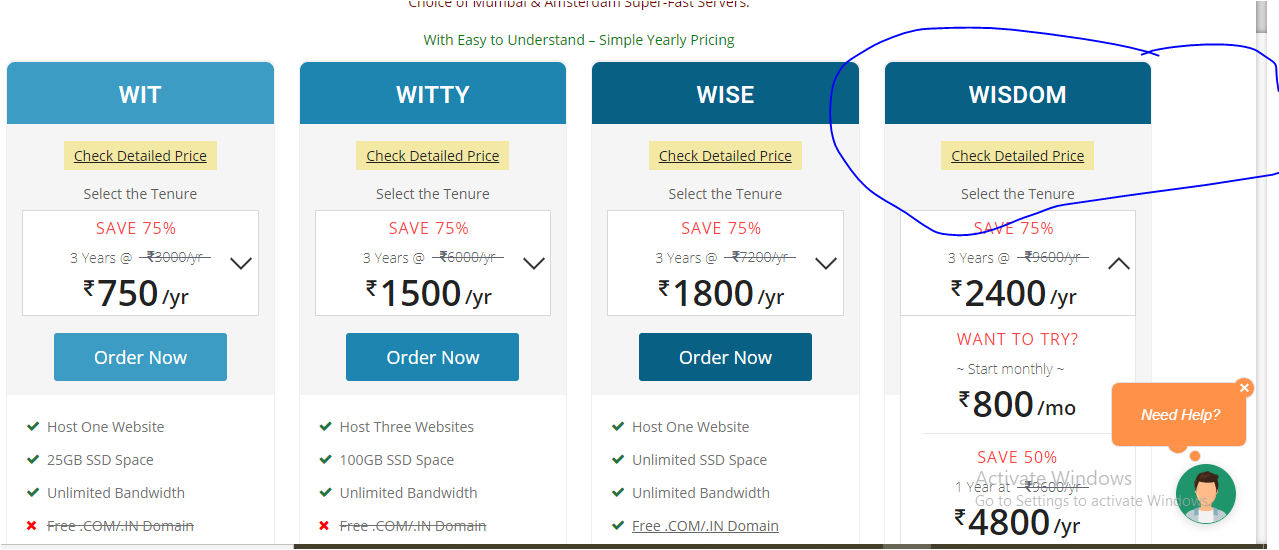 Choice of Mumbai & Amsterdam Super-Fast Servers.
With Easy to Understand – Simple Yearly Pricing
WIT
Check Detailed Price
Select the Tenure
SAVE 75%
3 Years @ ₹3000/yr
₹750/yr
Order Now
Host One Website
25GB SSD Space
Unlimited Bandwidth
Free .COM/.IN Domain
WITTY
Check Detailed Price
Select the Tenure
SAVE 75%
3 Years @ ₹6000/yr
₹1500/yr
Order Now
Host Three Websites
100GB SSD Space
Unlimited Bandwidth
Free .COM/.IN Domain
WISE
Check Detailed Price
Select the Tenure
SAVE 75%
3 Years @ ₹7200/yr
₹1800/yr
Order Now
Host One Website
Unlimited SSD Space
Unlimited Bandwidth
Free .COM/.IN Domain
WISDOM
Check Detailed Price
Select the Tenure
SAVE 75%
3 Years @ ₹9600/yr
₹2400/yr
WANT TO TRY?
~ Start monthly ~
₹800/mo
SAVE 50%
1 Year at ₹9600/yr
₹4800/yr
Need Help?
Activate Windows
Go to Settings to activate Windows.